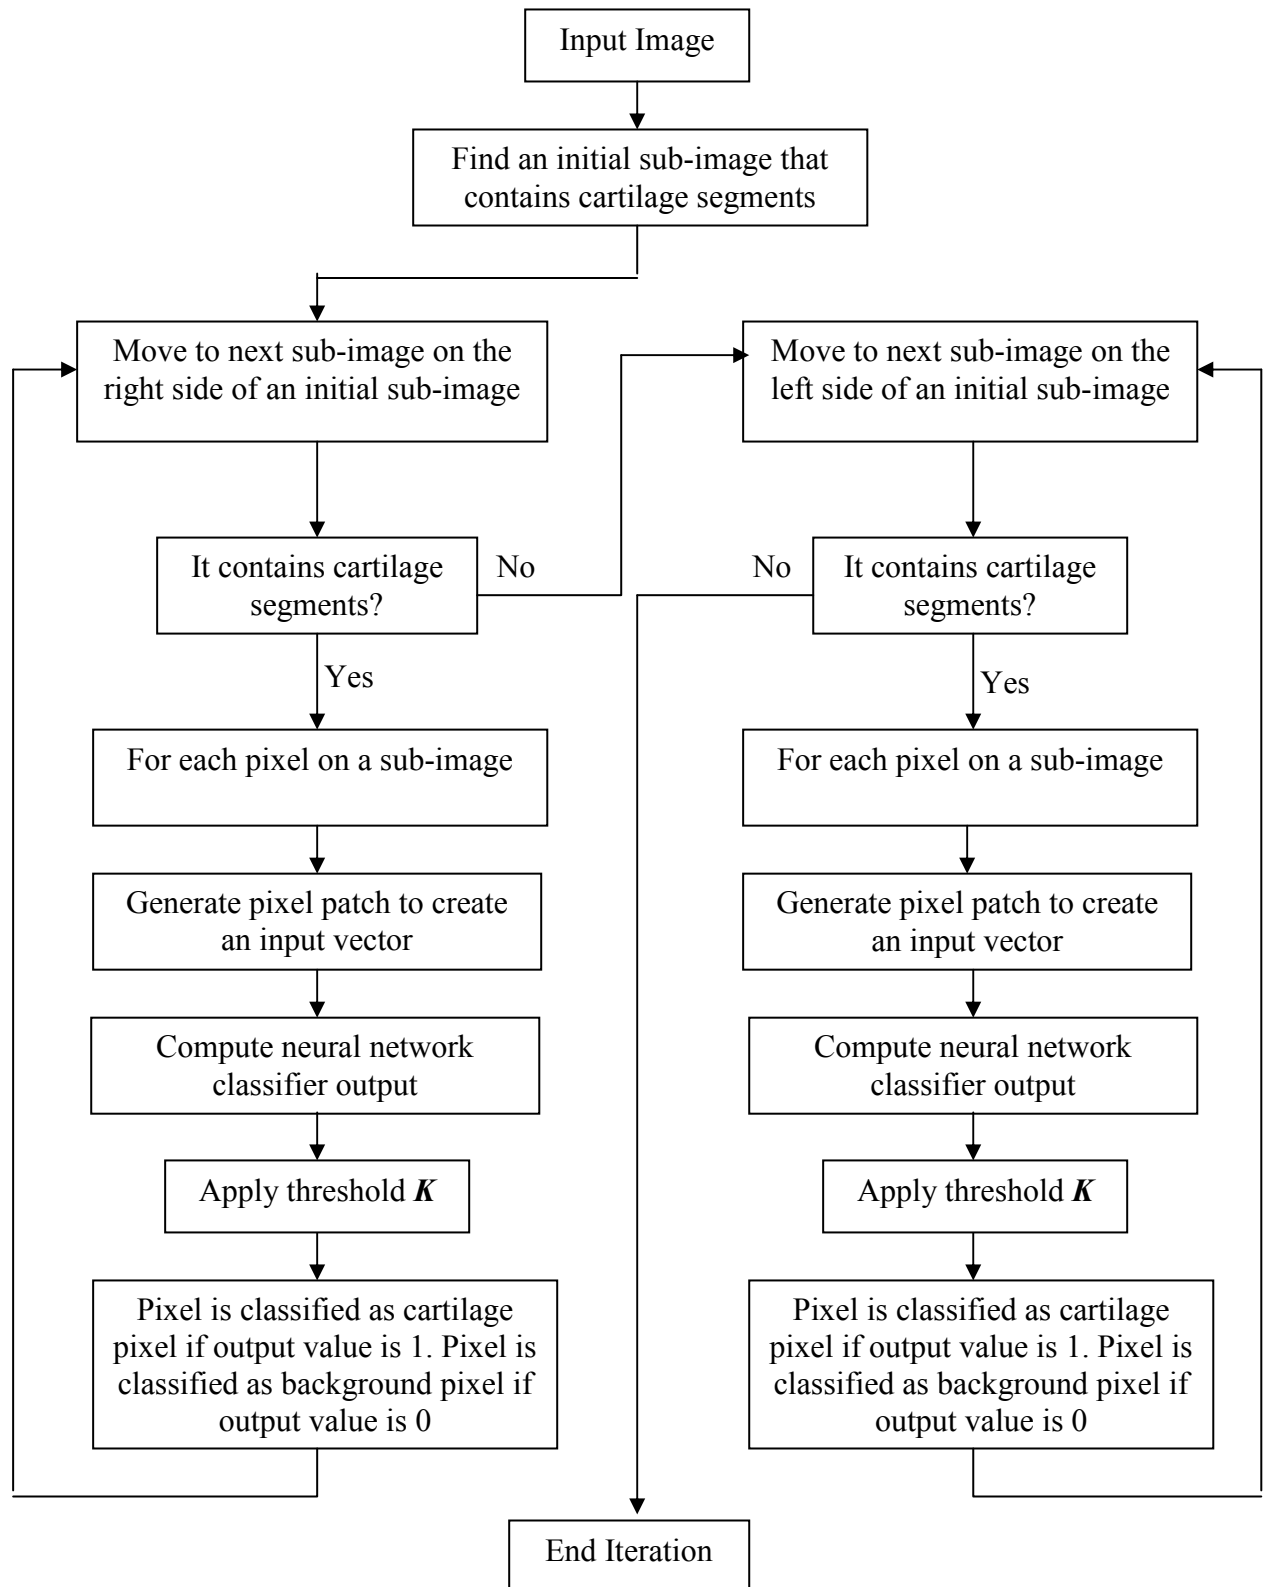 Input Image
Find an initial sub-image that
contains cartilage segments
Move to next sub-image on the
right side of an initial sub-image
Move to next sub-image on the
left side of an initial sub-image
It contains cartilage
segments?
No
Yes
No
It contains cartilage
segments?
Yes
For each pixel on a sub-image
Generate pixel patch to create
an input vector
Compute neural network
classifier output
Apply threshold K
Pixel is classified as cartilage
pixel if output value is 1. Pixel is
classified as background pixel if
output value is 0
For each pixel on a sub-image
Generate pixel patch to create
an input vector
Compute neural network
classifier output
Apply threshold K
Pixel is classified as cartilage
pixel if output value is 1. Pixel is
classified as background pixel if
output value is 0
End Iteration